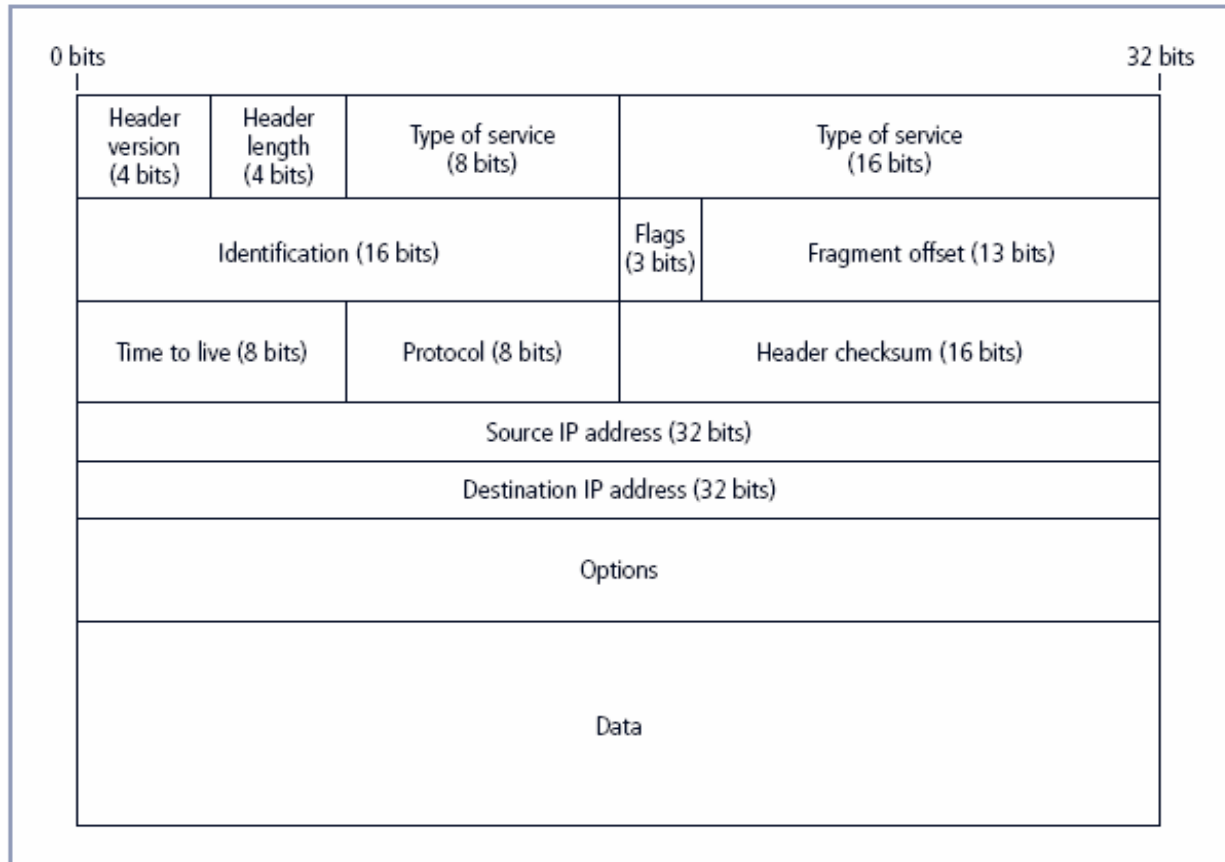 0 bits
32 bits
Header
version
(4 bits)
Header
length
(4 bits)
Type of service
(8 bits)
Type of service
(16 bits)
Identification (16 bits)
Flags
(3 bits)
Fragment offset (13 bits)
Time to live (8 bits)
Protocol (8 bits)
Header checksum (16 bits)
Source IP address (32 bits)
Destination IP address (32 bits)
Options
Data